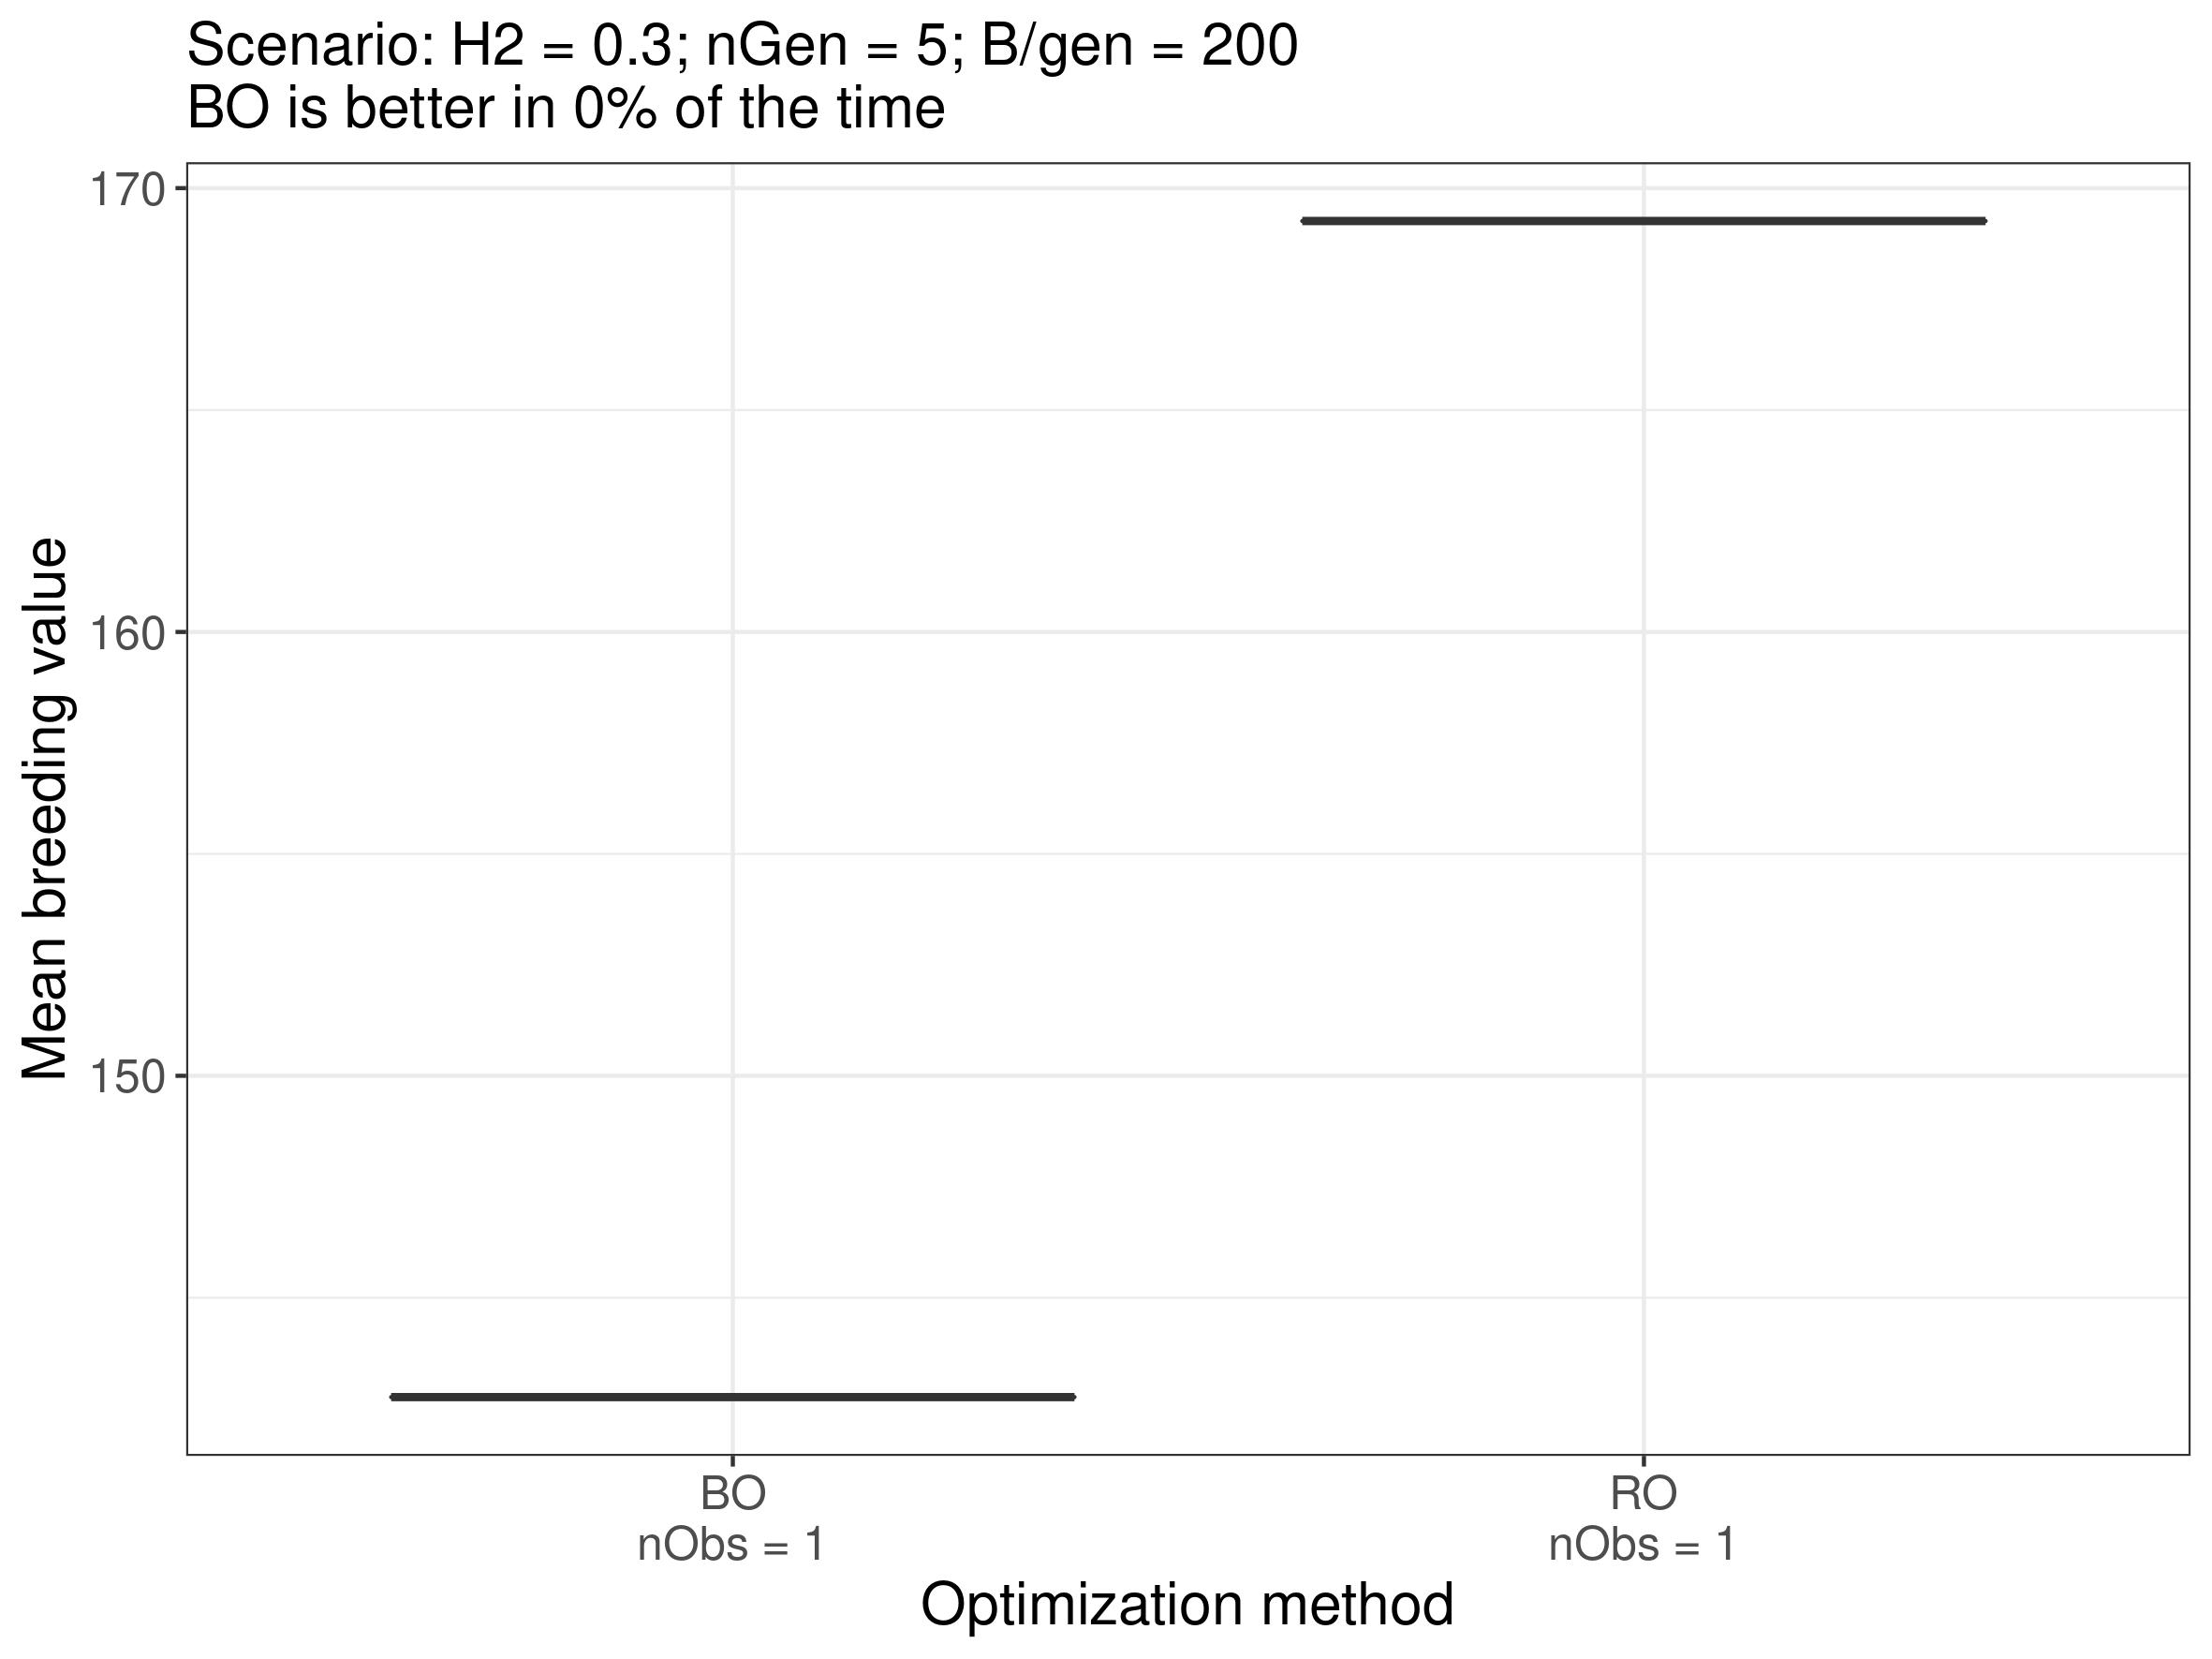 Scenario: H2 = 0.3; nGen = 5; B/gen = 200
BO is better in 0% of the time
170
160
150
Mean breeding value
BO
nObs = 1
RO
nObs = 1
Optimization method